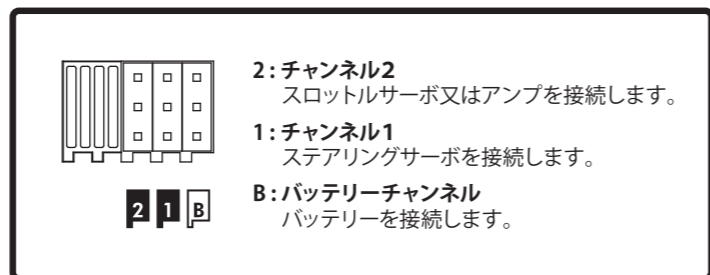 2：チャンネル2
スロットルサーボ又はアンプを接続します。
1：チャンネル1
ステアリングサーボを接続します。
B：バッテリーチャンネル
バッテリーを接続します。
2 1 B